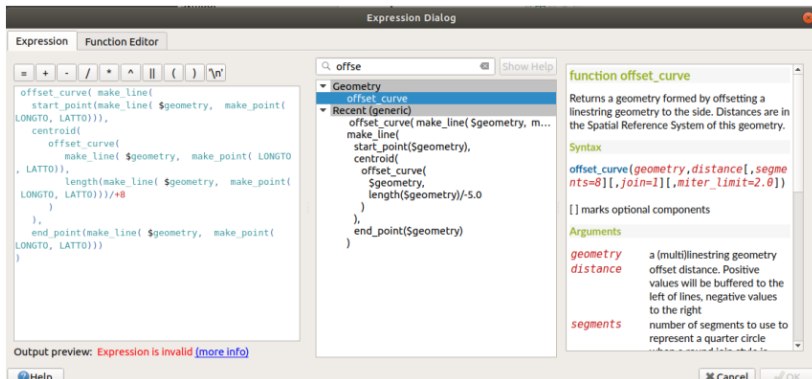 Expression Dialog
Expression
Function Editor
= + - / * ^ || ( ) '\n'
offset_curve( make_line(
start_point(make_line( $geometry, make_point(
LONGTO, LATTO))),
centroid(
offset_curve(
make_line( $geometry, make_point( LONGTO
, LATTO)),
length(make_line( $geometry, make_point(
LONGTO, LATTO)))/+8
)
),
end_point(make_line( $geometry, make_point(
LONGTO, LATTO)))
)
Output preview: Expression is invalid (more info)
offse
Show Help
Geometry
offset_curve
Recent (generic)
offset_curve( make_line( $geometry, m...
make_line(
start_point($geometry),
centroid(
offset_curve(
$geometry,
length($geometry)/-5.0
)
),
end_point($geometry)
)
function offset_curve
Returns a geometry formed by offsetting a
linestring geometry to the side. Distances are in
the Spatial Reference System of this geometry.
Syntax
offset_curve(geometry,distance[,segme
nts=8][,join=1][,miter_limit=2.0])
[ ] marks optional components
Arguments
geometry a (multi)linestring geometry
distance offset distance. Positive
values will be buffered to the
left of lines, negative values
to the right
segments number of segments to use to
represent a quarter circle
Help
Cancel
OK